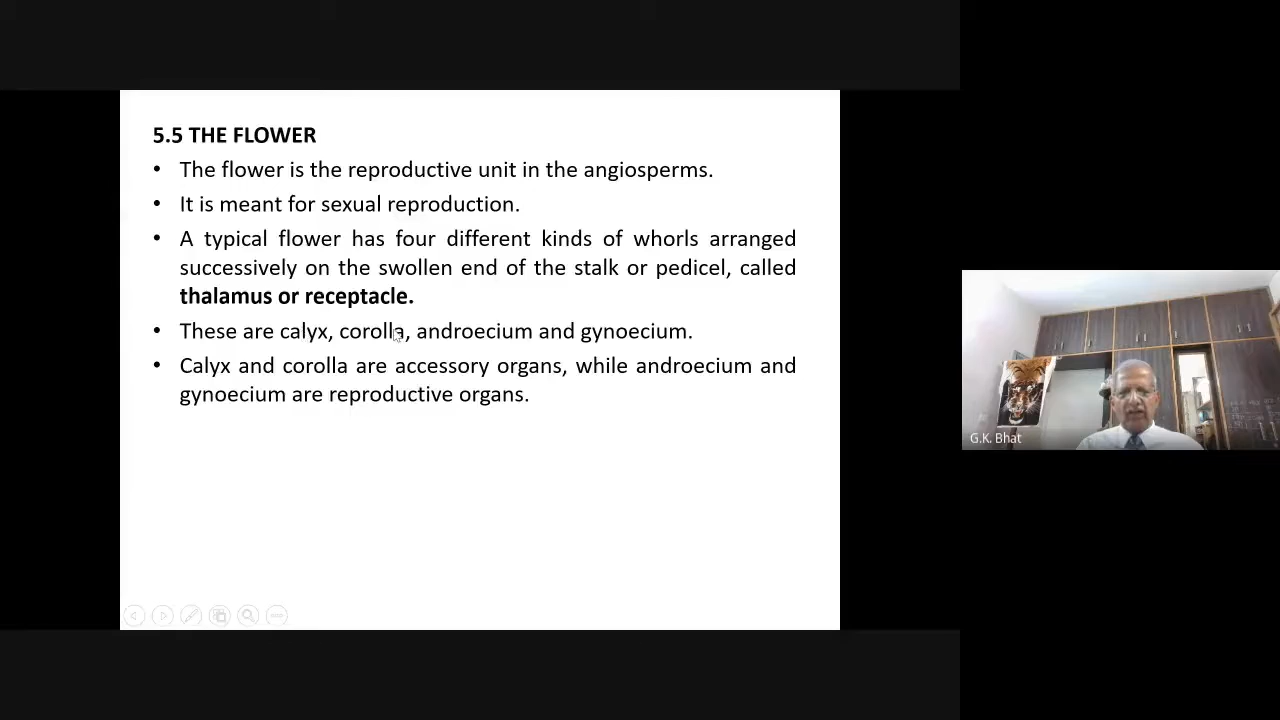 5.5 THE FLOWER
• The flower is the reproductive unit in the angiosperms.
• It is meant for sexual reproduction.
• A typical flower has four different kinds of whorls arranged
successively on the swollen end of the stalk or pedicel, called
thalamus or receptacle.
• These are calyx, corolla, androecium and gynoecium.
• Calyx and corolla are accessory organs, while androecium and
gynoecium are reproductive organs.
G.K. Bhat